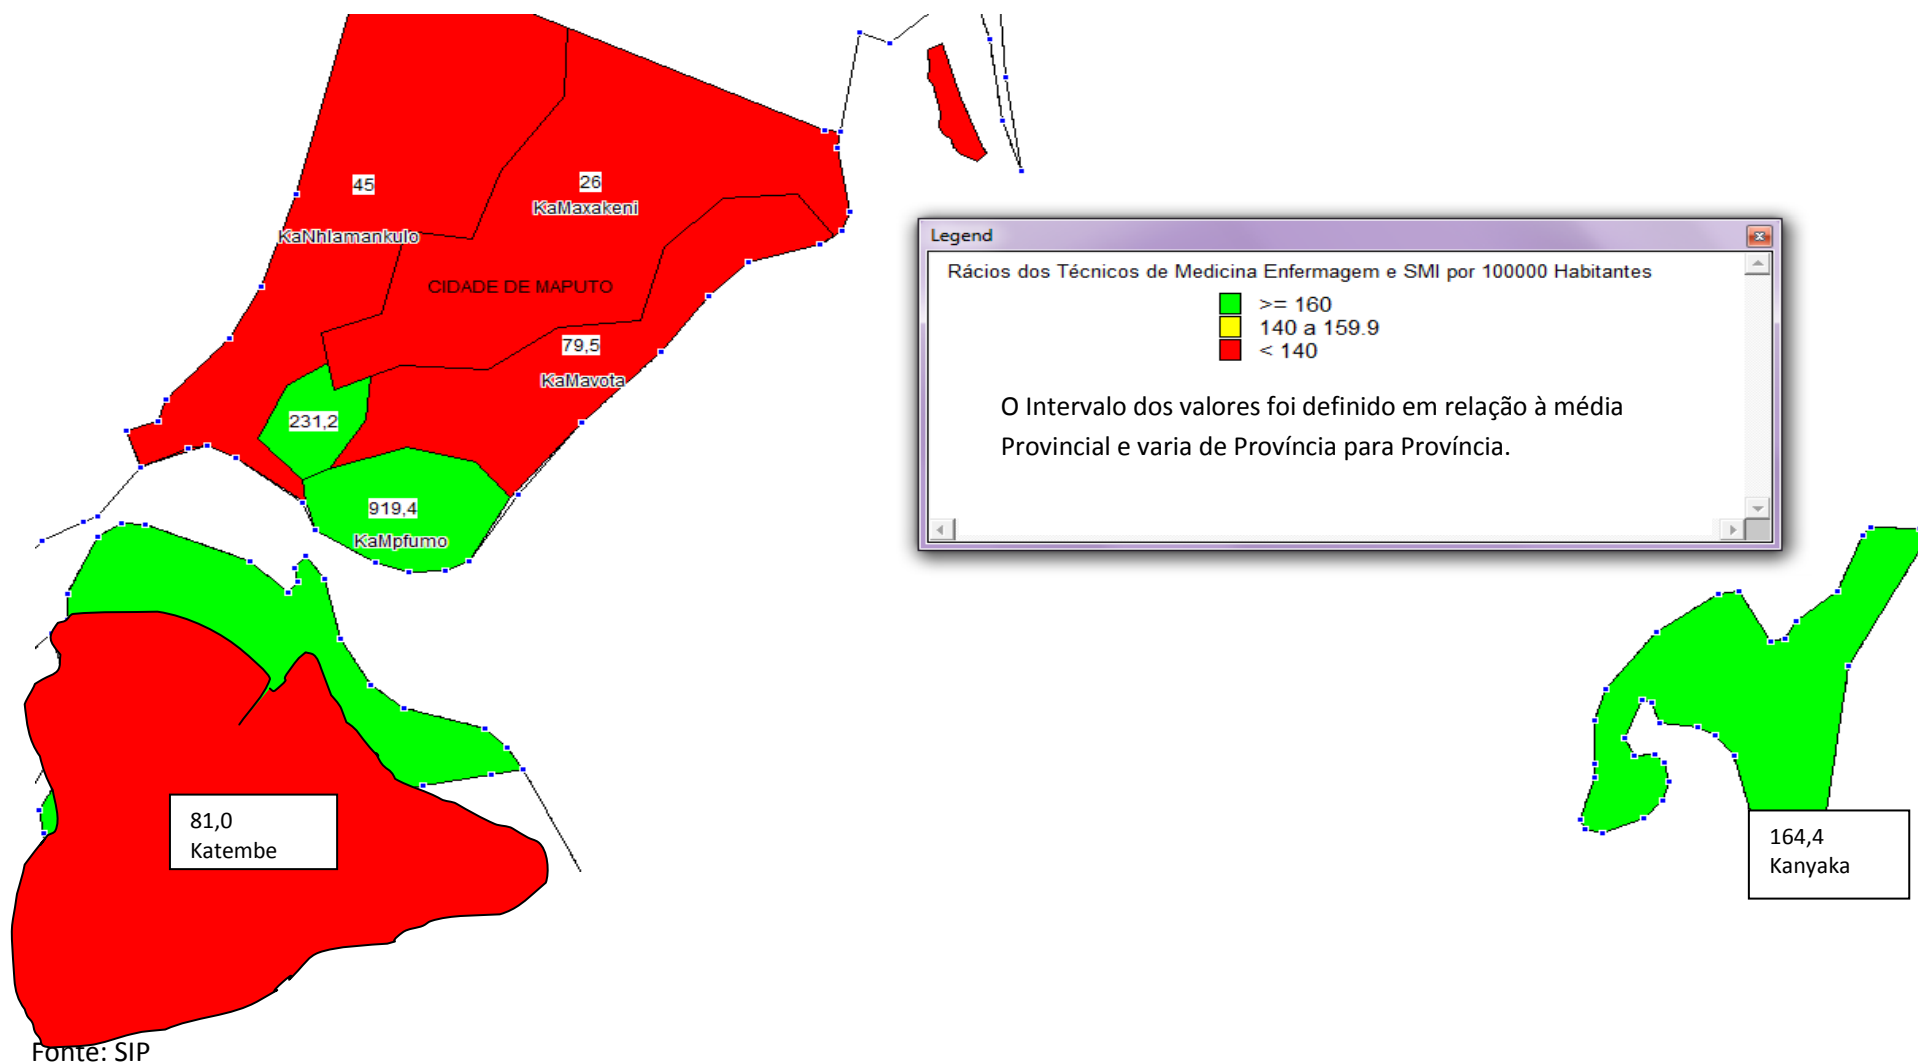 45
26
KaMaxakeni
KaNhlamankulo
CIDADE DE MAPUTO
79,5
KaMavota
231,2
919,4
KaMpfumo
Legend
Rácios dos Técnicos de Medicina Enfermagem e SMI por 100000 Habitantes
>= 160
140 a 159.9
< 140
O Intervalo dos valores foi definido em relação à média
Provincial e varia de Província para Província.
81,0
Katembe
164,4
Kanyaka
Fonte: SIP